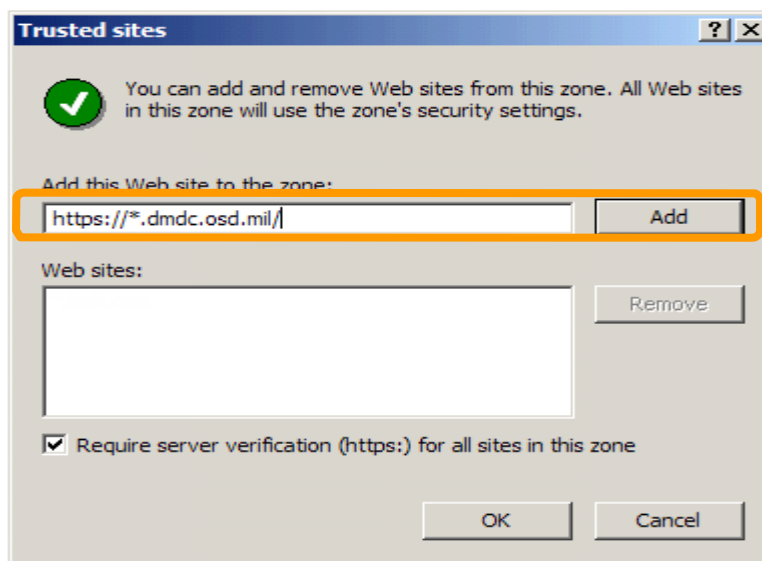 Trusted sites
You can add and remove Web sites from this zone. All Web sites
in this zone will use the zone's security settings.
Add this Web site to the zone:
https://*.dmdc.osd.mil/
Add
Web sites:
Remove
Require server verification (https:) for all sites in this zone
OK
Cancel